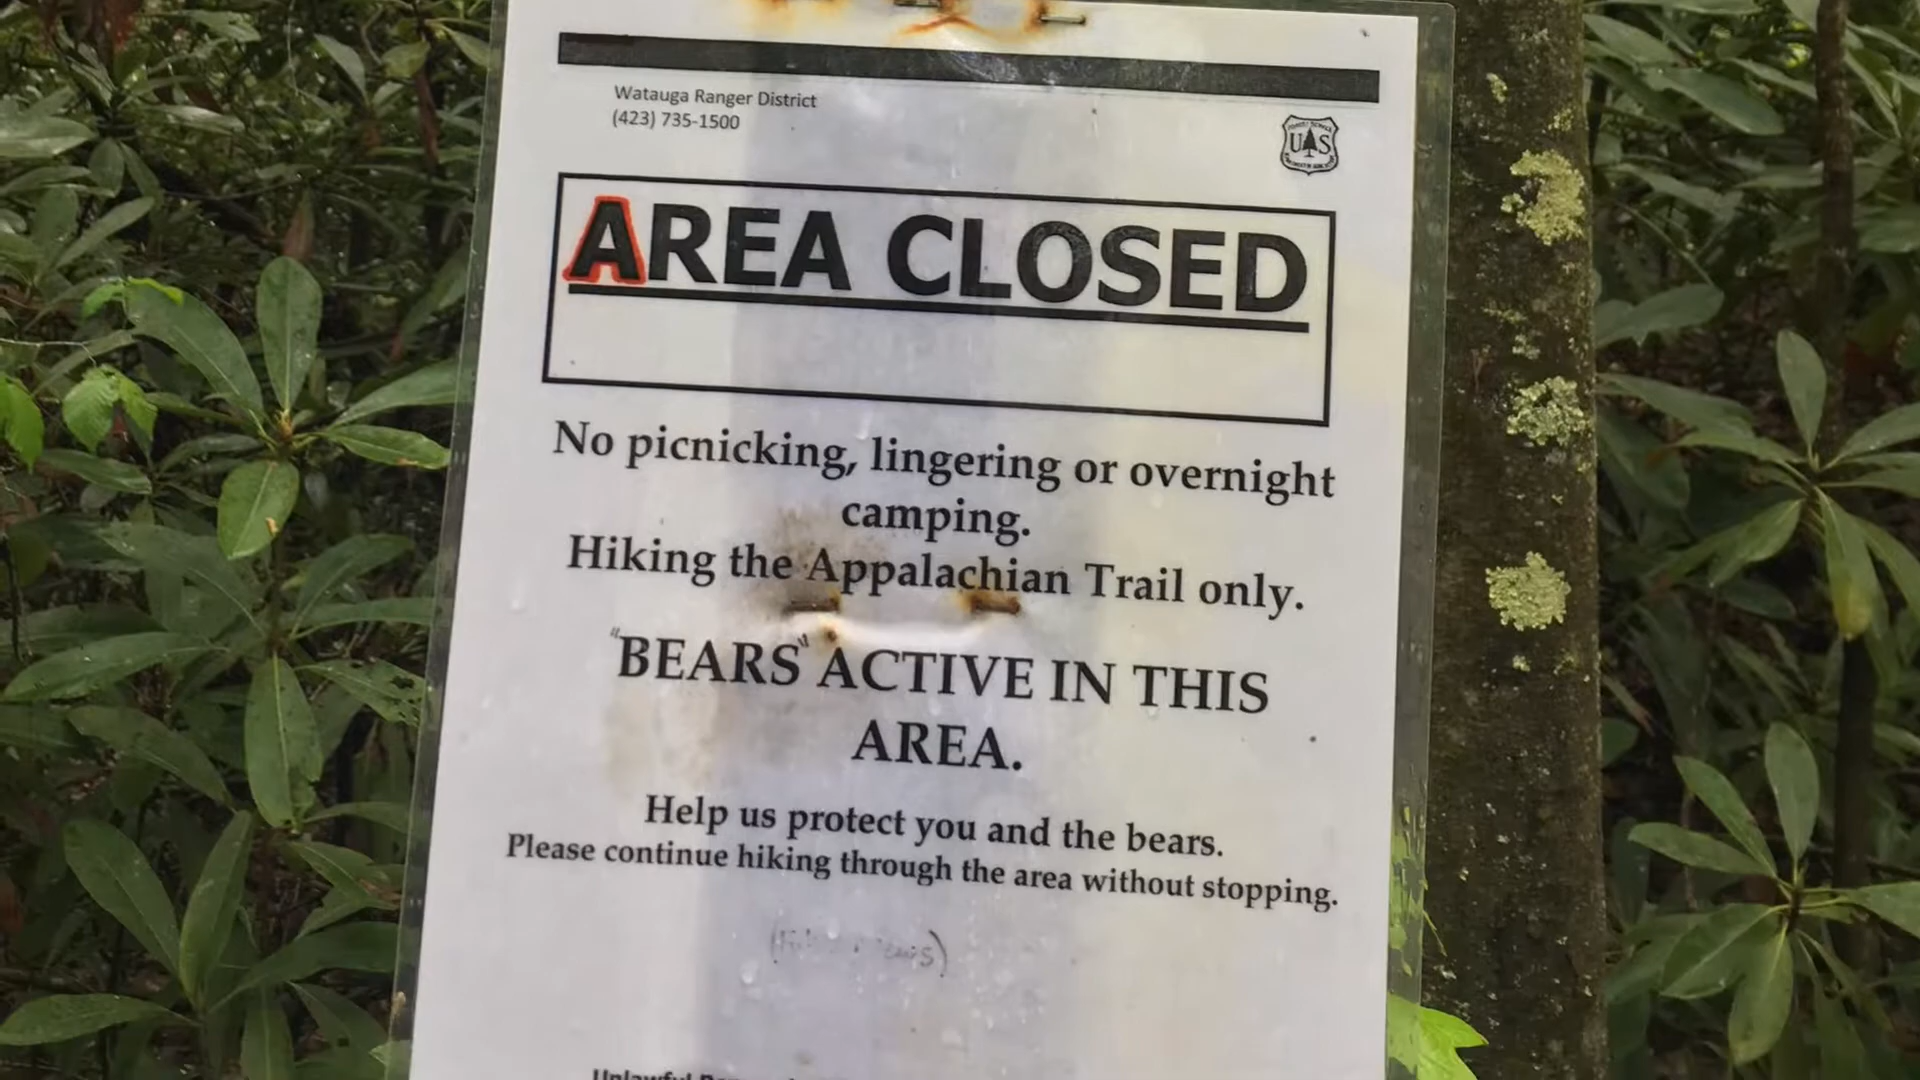 Watauga Ranger District
(423) 735-1500
US
AREA CLOSED
No picnicking, lingering or overnight
camping.
Hiking the Appalachian Trail only.
"BEARS" ACTIVE IN THIS
AREA.
Help us protect you and the bears.
Please continue hiking through the area without stopping.
Unlawful